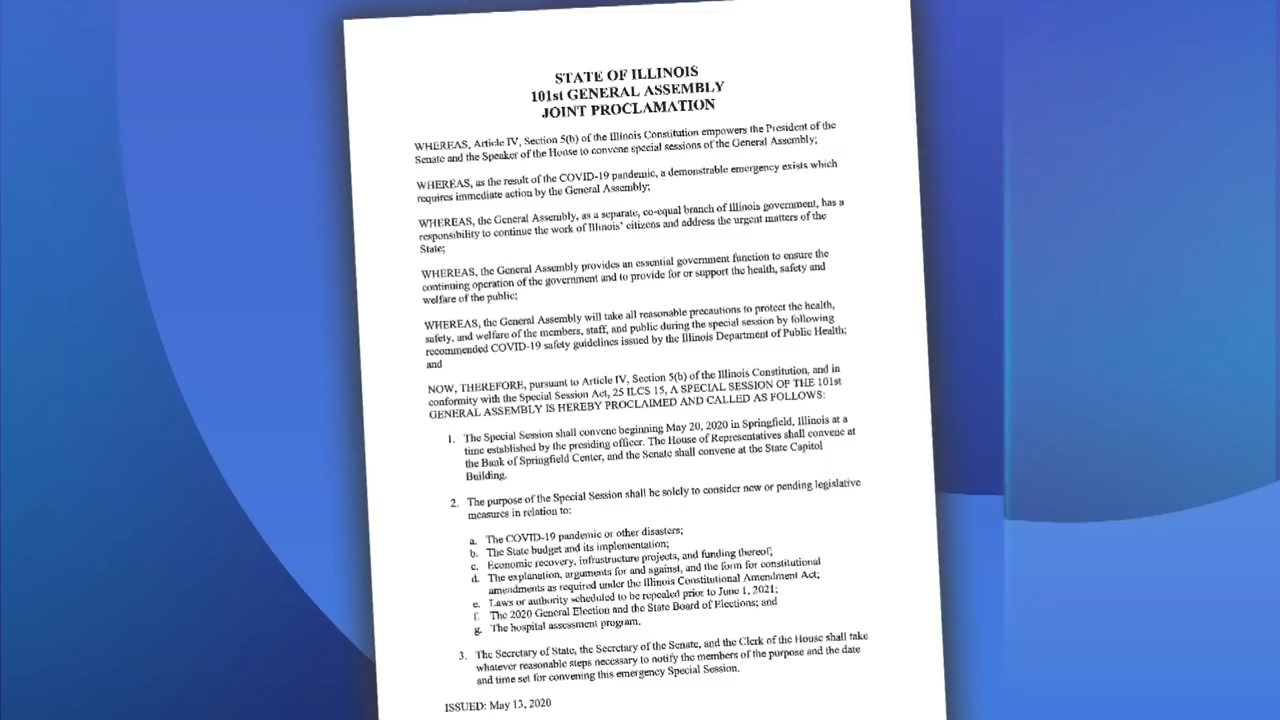 STATE OF ILLINOIS
101st GENERAL ASSEMBLY
JOINT PROCLAMATION
WHEREAS, Article IV, Section 5(b) of the Illinois Constitution empowers the President of the
Senate and the Speaker of the House to convene special sessions of the General Assembly;
WHEREAS, as the result of the COVID-19 pandemic, a demonstrable emergency exists which
requires immediate action by the General Assembly;
WHEREAS, the General Assembly, as a separate, co-equal branch of Illinois government, has a
responsibility to continue the work of Illinois' citizens and address the urgent matters of the
State;
WHEREAS, the General Assembly provides an essential government function to ensure the
continuing operation of the government and to provide for or support the health, safety and
welfare of the public;
WHEREAS, the General Assembly will take all reasonable precautions to protect the health,
safety, and welfare of the members, staff, and public during the special session by following
recommended COVID-19 safety guidelines issued by the Illinois Department of Public Health;
and
NOW, THEREFORE, pursuant to Article IV, Section 5(b) of the Illinois Constitution, and in
conformity with the Special Session Act, 25 ILCS 15, A SPECIAL SESSION OF THE 101st
GENERAL ASSEMBLY IS HEREBY PROCLAIMED AND CALLED AS FOLLOWS:
1. The Special Session shall convene beginning May 20, 2020 in Springfield, Illinois at a
time established by the presiding officer. The House of Representatives shall convene at
the Bank of Springfield Center, and the Senate shall convene at the State Capitol
Building.
2. The purpose of the Special Session shall be solely to consider new or pending legislative
measures in relation to:
a. The COVID-19 pandemic or other disasters;
b. The State budget and its implementation;
c. Economic recovery, infrastructure projects, and funding thereof;
d. The explanation, arguments for and against, and the form for constitutional
amendments as required under the Illinois Constitutional Amendment Act;
e. Laws or authority scheduled to be repealed prior to June 1, 2021;
f. The 2020 General Election and the State Board of Elections; and
g. The hospital assessment program.
3. The Secretary of State, the Secretary of the Senate, and the Clerk of the House shall take
whatever reasonable steps necessary to notify the members of the purpose and the date
and time set for convening this emergency Special Session.
ISSUED: May 13, 2020